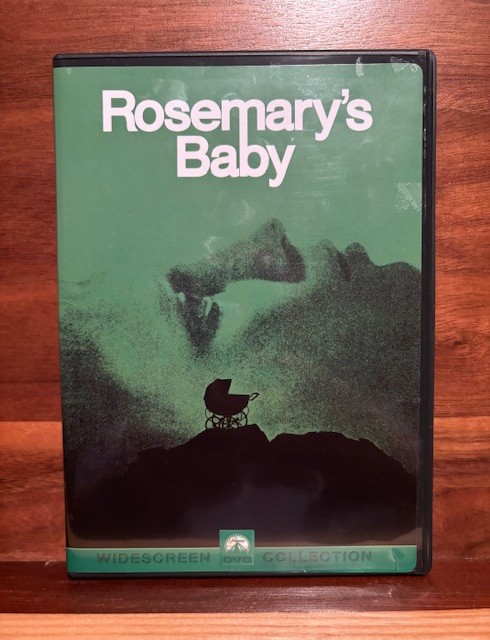 Rosemary's
Baby
WIDESCREEN DVD COLLECTION